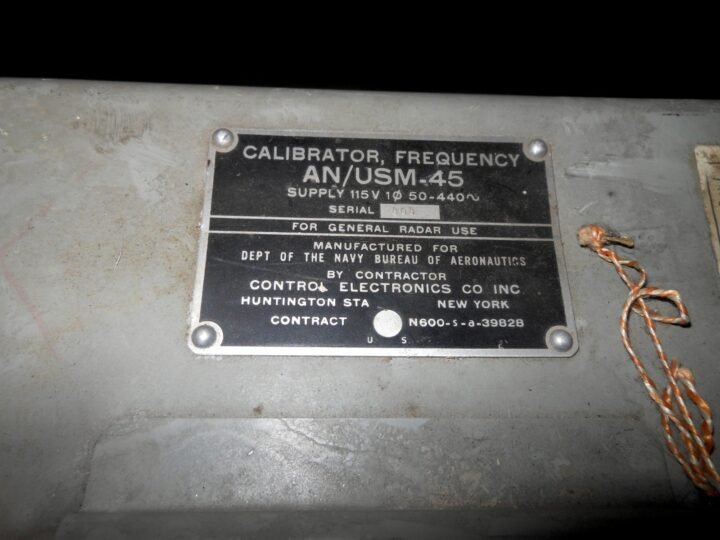 CALIBRATOR, FREQUENCY
AN/USM-45
SUPPLY 115V 1Ø 50-440~
SERIAL
FOR GENERAL RADAR USE
MANUFACTURED FOR
DEPT OF THE NAVY BUREAU OF AERONAUTICS
BY CONTRACTOR
CONTROL ELECTRONICS CO INC
HUNTINGTON STA NEW YORK
CONTRACT N600-s-a-3982B
U S